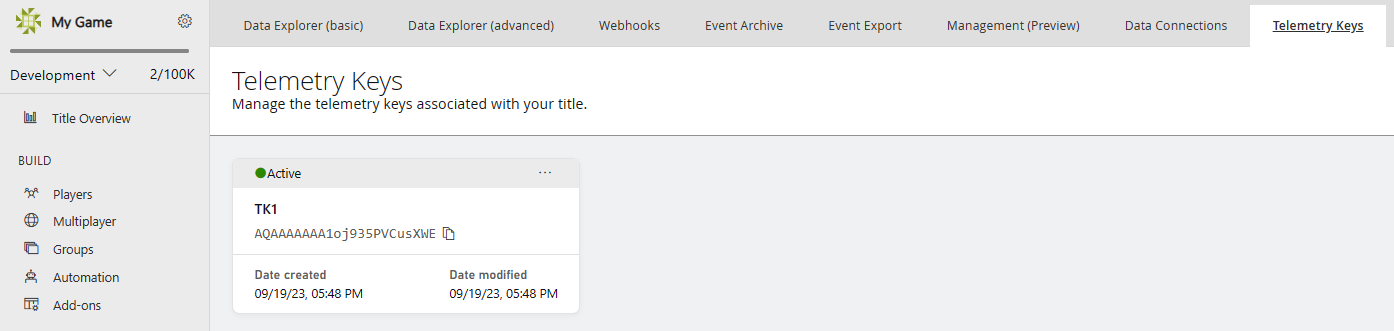 My Game
Development 2/100K
Title Overview
BUILD
Players
Multiplayer
Groups
Automation
Add-ons
Data Explorer (basic) Data Explorer (advanced) Webhooks Event Archive Event Export Management (Preview) Data Connections Telemetry Keys
Telemetry Keys
Manage the telemetry keys associated with your title.
Active ...
TK1
AQAAAAAAA1oj935PVCusXWE
Date created Date modified
09/19/23, 05:48 PM 09/19/23, 05:48 PM